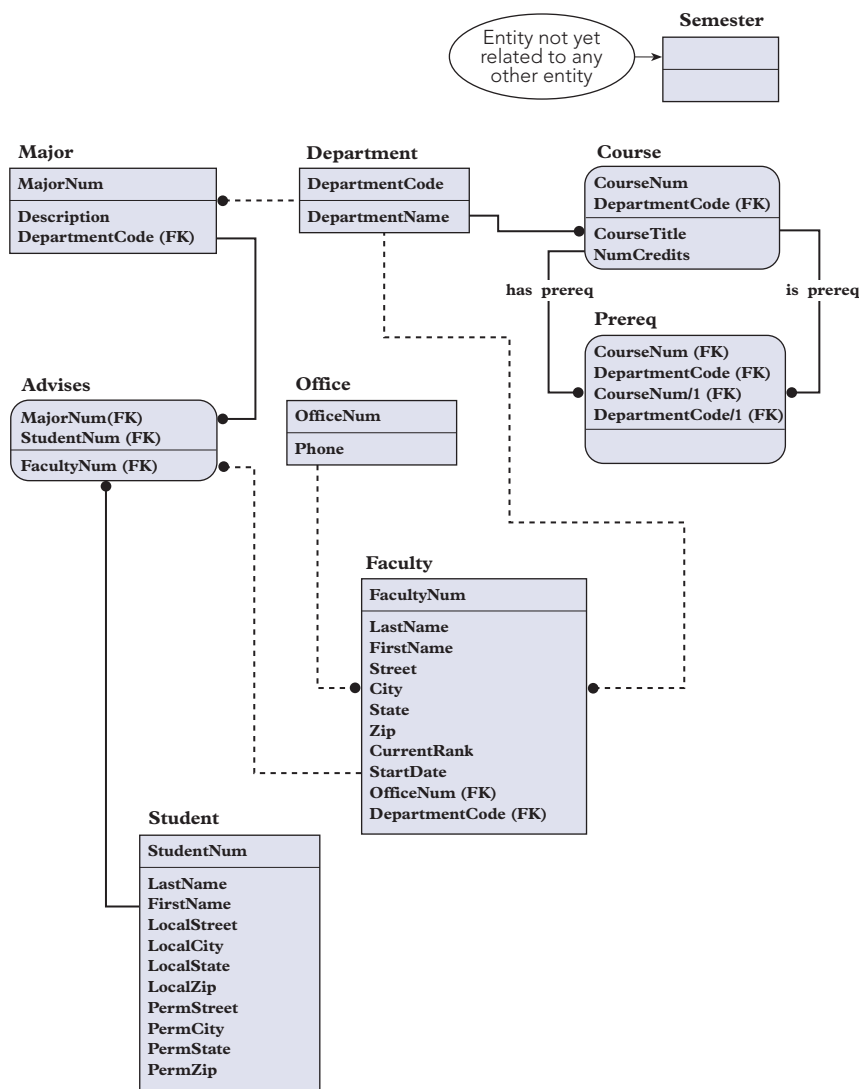 Semester
Entity not yet
related to any
other entity
Major
MajorNum
Description
DepartmentCode (FK)
Department
DepartmentCode
DepartmentName
Course
CourseNum
DepartmentCode (FK)
CourseTitle
NumCredits
has prereq
is prereq
Prereq
CourseNum (FK)
DepartmentCode (FK)
CourseNum/1 (FK)
DepartmentCode/1 (FK)
Advises
MajorNum(FK)
StudentNum (FK)
FacultyNum (FK)
Office
OfficeNum
Phone
Faculty
FacultyNum
LastName
FirstName
Street
City
State
Zip
CurrentRank
StartDate
OfficeNum (FK)
DepartmentCode (FK)
Student
StudentNum
LastName
FirstName
LocalStreet
LocalCity
LocalState
LocalZip
PermStreet
PermCity
PermState
PermZip